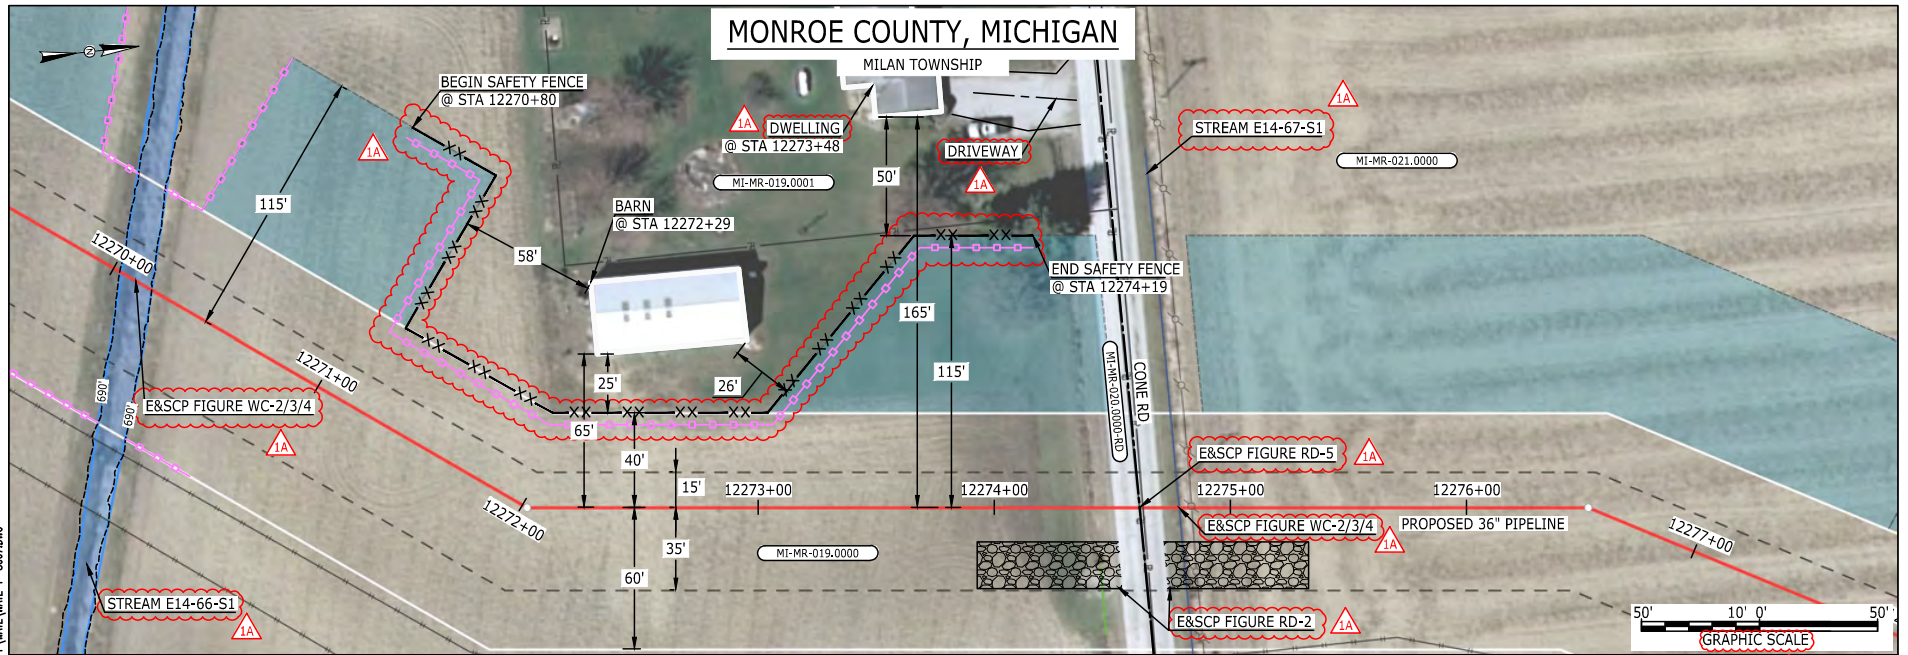 MONROE COUNTY, MICHIGAN
MILAN TOWNSHIP
N
BEGIN SAFETY FENCE
@ STA 12270+80
1A
DWELLING
@ STA 12273+48
DRIVEWAY
1A
1A
STREAM E14-67-S1
1A
MI-MR-021.0000
MI-MR-019.0001
50'
115'
BARN
@ STA 12272+29
58'
12270+00
END SAFETY FENCE
@ STA 12274+19
165'
115'
12271+00
25'
26'
65'
40'
15'
690'
690'
E&SCP FIGURE WC-2/3/4
1A
MI-MR-020.0000-RD
CONE RD
E&SCP FIGURE RD-5
1A
12272+00
12273+00
12274+00
12275+00
12276+00
12277+00
E&SCP FIGURE WC-2/3/4
1A
PROPOSED 36" PIPELINE
35'
MI-MR-019.0000
60'
STREAM E14-66-S1
1A
E&SCP FIGURE RD-2
1A
50' 10' 0' 50'
GRAPHIC SCALE